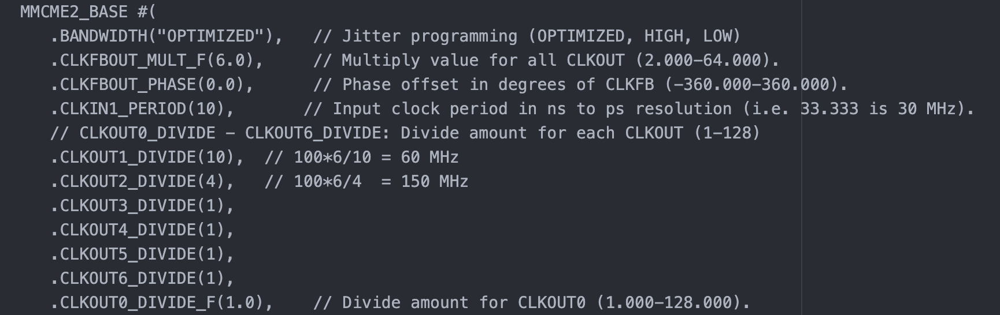 MMCME2_BASE #(
.BANDWIDTH("OPTIMIZED"), // Jitter programming (OPTIMIZED, HIGH, LOW)
.CLKFBOUT_MULT_F(6.0), // Multiply value for all CLKOUT (2.000-64.000).
.CLKFBOUT_PHASE(0.0), // Phase offset in degrees of CLKFB (-360.000-360.000).
.CLKIN1_PERIOD(10), // Input clock period in ns to ps resolution (i.e. 33.333 is 30 MHz).
// CLKOUT0_DIVIDE - CLKOUT6_DIVIDE: Divide amount for each CLKOUT (1-128)
.CLKOUT1_DIVIDE(10), // 100*6/10 = 60 MHz
.CLKOUT2_DIVIDE(4), // 100*6/4 = 150 MHz
.CLKOUT3_DIVIDE(1),
.CLKOUT4_DIVIDE(1),
.CLKOUT5_DIVIDE(1),
.CLKOUT6_DIVIDE(1),
.CLKOUT0_DIVIDE_F(1.0), // Divide amount for CLKOUT0 (1.000-128.000).